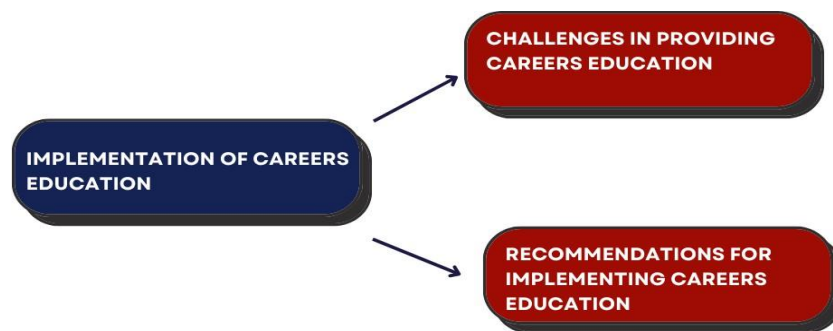 CHALLENGES IN PROVIDING
CAREERS EDUCATION
IMPLEMENTATION OF CAREERS
EDUCATION
RECOMMENDATIONS FOR
IMPLEMENTING CAREERS
EDUCATION